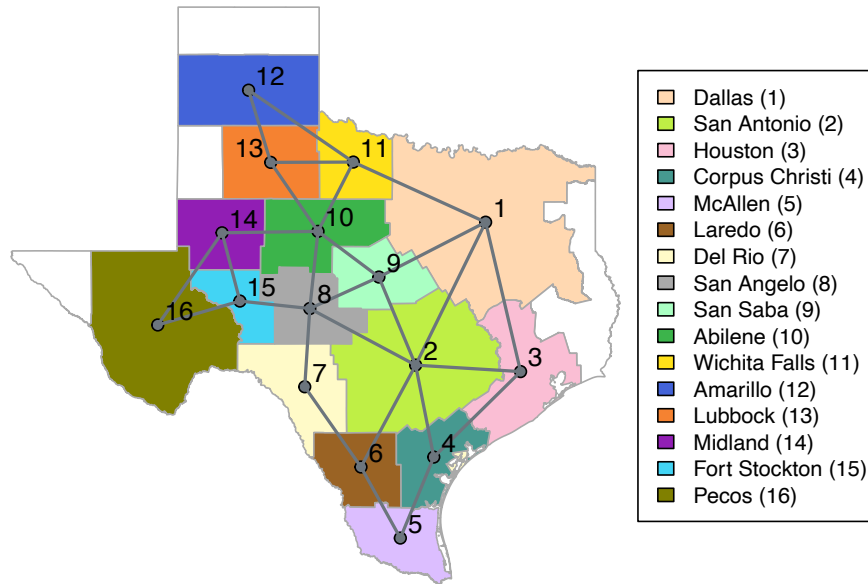 12
13
11
1
14
10
9
15
8
16
2
3
7
4
6
5
Dallas (1)
San Antonio (2)
Houston (3)
Corpus Christi (4)
McAllen (5)
Laredo (6)
Del Rio (7)
San Angelo (8)
San Saba (9)
Abilene (10)
Wichita Falls (11)
Amarillo (12)
Lubbock (13)
Midland (14)
Fort Stockton (15)
Pecos (16)